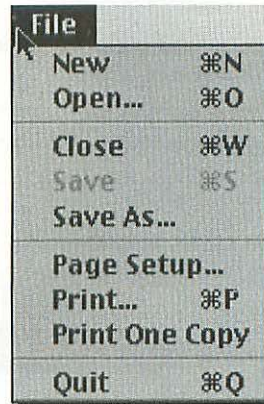 File
New ⌘N
Open... ⌘O
Close ⌘W
Save ⌘S
Save As...
Page Setup...
Print... ⌘P
Print One Copy
Quit ⌘Q